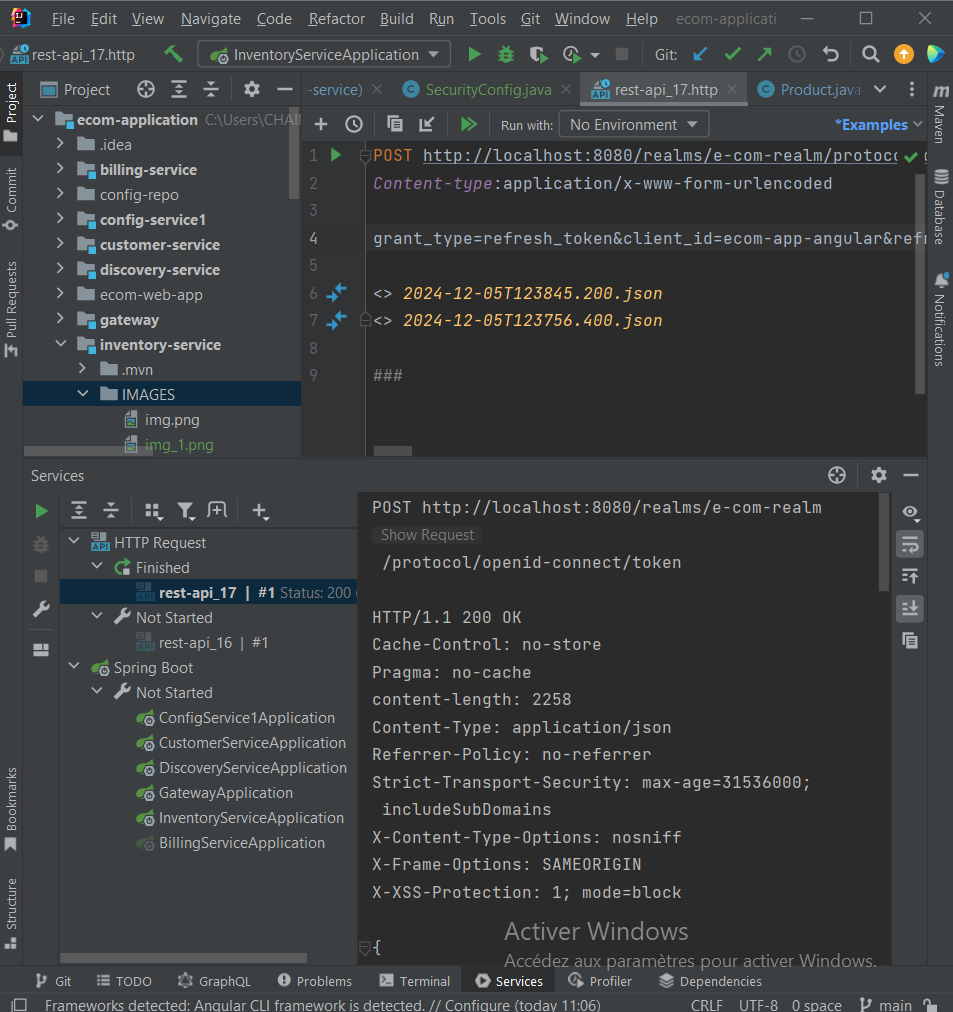 File Edit View Navigate Code Refactor Build Run Tools Git Window Help ecom-applicati
rest-api_17.http InventoryServiceApplication Git:
Project -service) SecurityConfig.java rest-api_17.http Product.java
Run with: No Environment *Examples
ecom-application C:\Users\CHAI
.idea
billing-service
config-repo
config-service1
customer-service
discovery-service
ecom-web-app
gateway
inventory-service
.mvn
IMAGES
img.png
img_1.png
1 POST http://localhost:8080/realms/e-com-realm/protoc
2 Content-type:application/x-www-form-urlencoded
3
4 grant_type=refresh_token&client_id=ecom-app-angular&refr
5
6 <> 2024-12-05T123845.200.json
7 <> 2024-12-05T123756.400.json
8
9 ###
Project
Commit
Pull Requests
Bookmarks
Structure
Maven
Database
Notifications
Services
HTTP Request
Finished
rest-api_17 | #1 Status: 200
Not Started
rest-api_16 | #1
Spring Boot
Not Started
ConfigService1Application
CustomerServiceApplication
DiscoveryServiceApplication
GatewayApplication
InventoryServiceApplication
BillingServiceApplication
POST http://localhost:8080/realms/e-com-realm
Show Request
/protocol/openid-connect/token
HTTP/1.1 200 OK
Cache-Control: no-store
Pragma: no-cache
content-length: 2258
Content-Type: application/json
Referrer-Policy: no-referrer
Strict-Transport-Security: max-age=31536000;
includeSubDomains
X-Content-Type-Options: nosniff
X-Frame-Options: SAMEORIGIN
X-XSS-Protection: 1; mode=block
{
Activer Windows
Accédez aux paramètres pour activer Windows.
Git TODO GraphQL Problems Terminal Services Profiler Dependencies
Frameworks detected: Angular CLI framework is detected. // Configure (today 11:06) CRLF UTF-8 0 space main